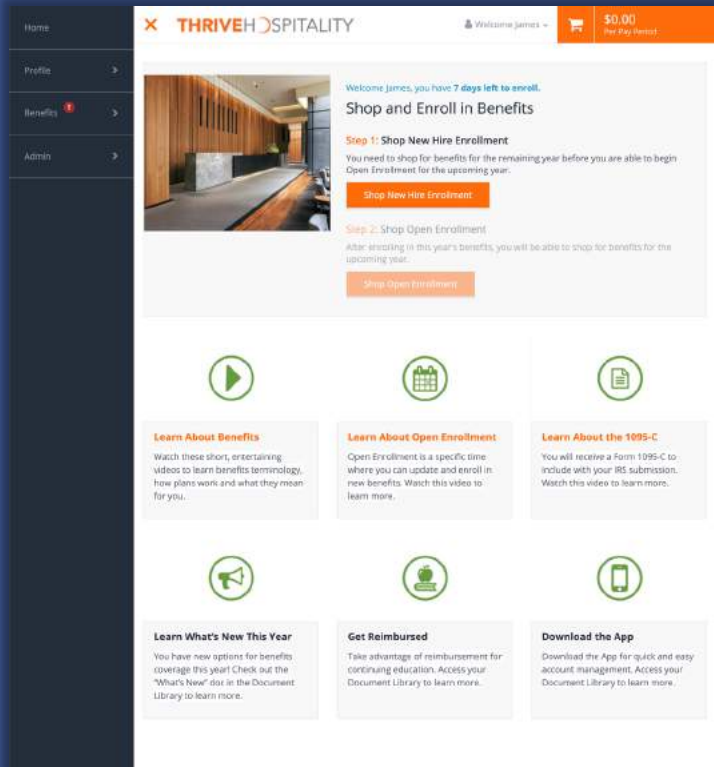 Home
Profile
Benefits
Admin
THRIVEHOSPITALITY
Welcome James
$0.00
Per Pay Period
Welcome James, you have 7 days left to enroll.
Shop and Enroll in Benefits
Step 1: Shop New Hire Enrollment
You need to shop for benefits for the remaining year before you are able to begin
Open Enrollment for the upcoming year.
Shop New Hire Enrollment
Step 2: Shop Open Enrollment
After enrolling in this year's benefits, you will be able to shop for benefits for the
upcoming year.
Shop Open Enrollment
Learn About Benefits
Watch these short, entertaining
videos to learn benefits terminology,
how plans work and what they mean
for you.
Learn About Open Enrollment
Open Enrollment is a specific time
where you can update and enroll in
new benefits. Watch this video to
learn more.
Learn About the 1095-C
You will receive a Form 1095-C to
include with your IRS submission.
Watch this video to learn more.
Learn What's New This Year
You have new options for benefits
coverage this year! Check out the
"What's New" doc in the Document
Library to learn more.
Get Reimbursed
Take advantage of reimbursement for
continuing education. Access your
Document Library to learn more.
Download the App
Download the App for quick and easy
account management. Access your
Document Library to learn more.